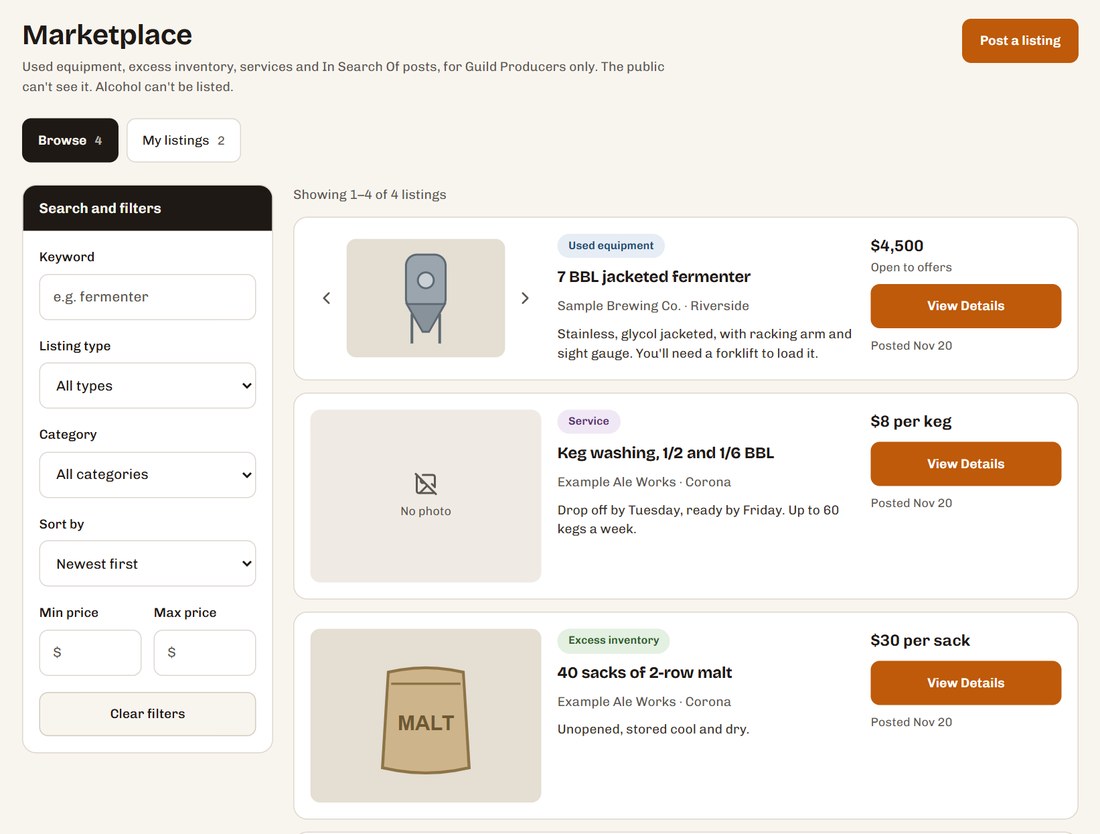 Marketplace
Post a listing
Used equipment, excess inventory, services and In Search Of posts, for Guild Producers only. The public
can't see it. Alcohol can't be listed.
Browse 4
My listings 2
Search and filters
Keyword
e.g. fermenter
Listing type
All types
Category
All categories
Sort by
Newest first
Min price
Max price
$
$
Clear filters
Showing 1–4 of 4 listings
Used equipment
7 BBL jacketed fermenter
Sample Brewing Co. · Riverside
Stainless, glycol jacketed, with racking arm and
sight gauge. You'll need a forklift to load it.
$4,500
Open to offers
View Details
Posted Nov 20
No photo
Service
Keg washing, 1/2 and 1/6 BBL
Example Ale Works · Corona
Drop off by Tuesday, ready by Friday. Up to 60
kegs a week.
$8 per keg
View Details
Posted Nov 20
MALT
Excess inventory
40 sacks of 2-row malt
Example Ale Works · Corona
Unopened, stored cool and dry.
$30 per sack
View Details
Posted Nov 20